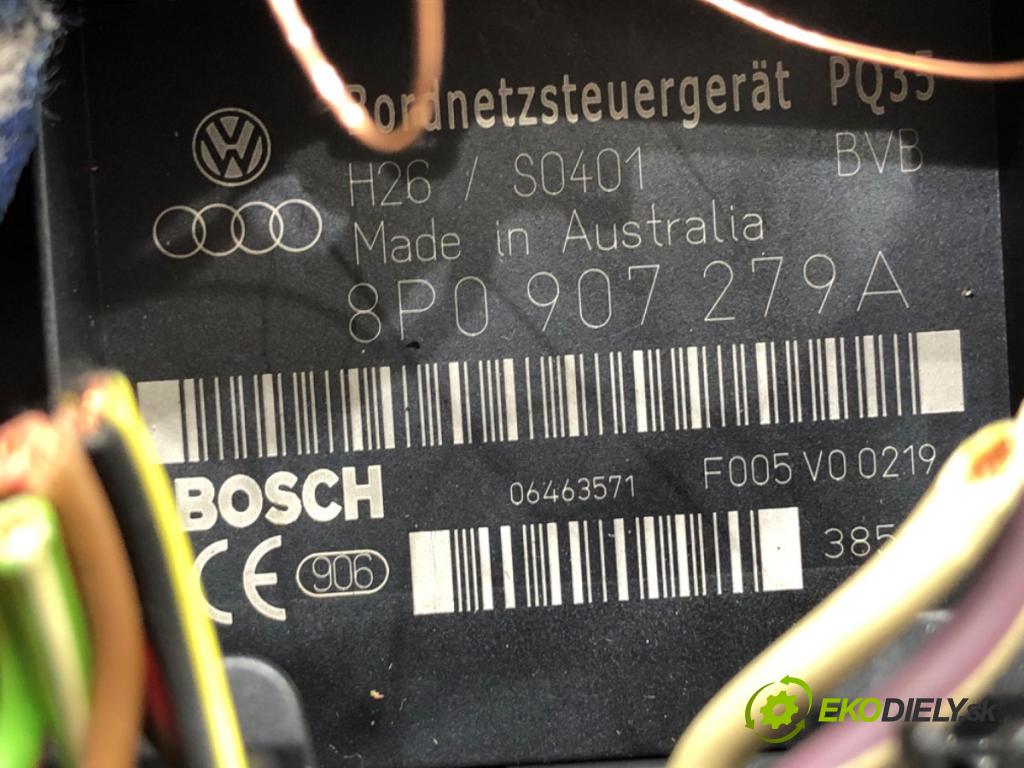 Bordnetzsteuergerät PQ35
H26 / S0401 BVB
Made in Australia
8P0 907 279A
BOSCH
06463571 F005 V0 0219
CE 906
EKODIELY.sk